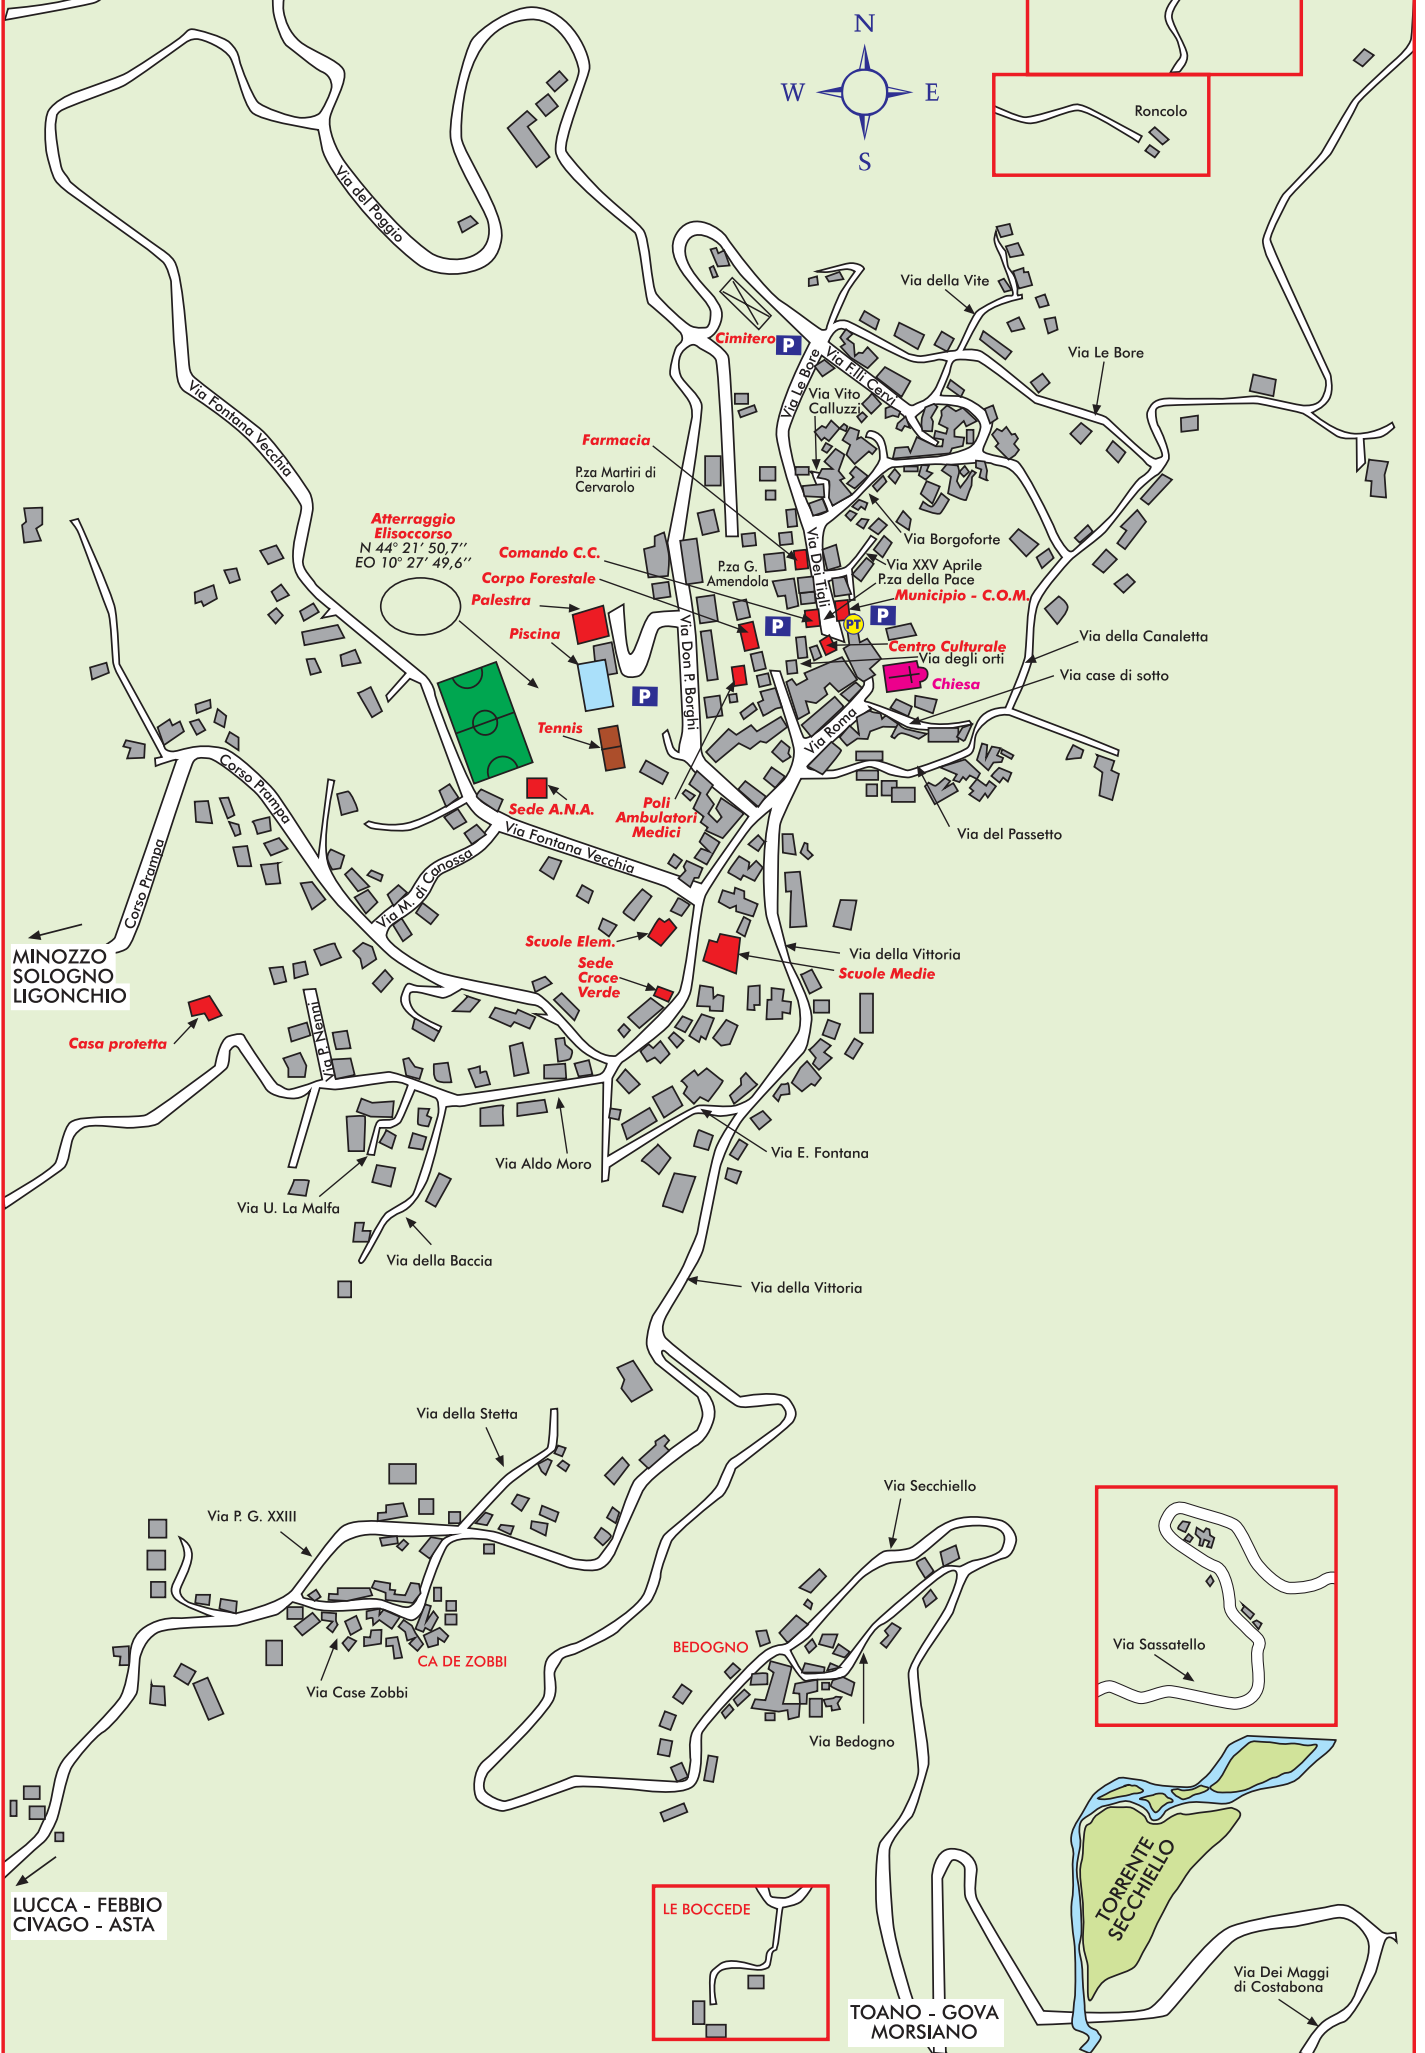 N
W
E
S
Roncolo
Via del Poggio
Via della Vite
Cimitero
P
Via Le Bore
Via F.lli Cervi
Via Le Bore
Via Fontana Vecchia
Via Vito
Calluzzi
Farmacia
P.za Martiri di
Cervarolo
Atterraggio
Elisoccorso
N 44° 21' 50,7''
EO 10° 27' 49,6''
Via Dei Tigli
Via Borgoforte
Comando C.C.
Via XXV Aprile
P.za G.
Amendola
P.za della Pace
Corpo Forestale
Municipio - C.O.M.
Palestra
P
P
PT
Piscina
Via della Canaletta
Centro Culturale
Via degli orti
Via Don P. Borghi
Via case di sotto
Chiesa
P
Tennis
Via Roma
Corso Prampa
Sede A.N.A.
Poli
Ambulatori
Medici
Via Fontana Vecchia
Via del Passetto
Via M. di Canossa
Corso Prampa
Scuole Elem.
Via della Vittoria
MINOZZO
SOLOGNO
LIGONCHIO
Sede
Croce
Verde
Scuole Medie
Casa protetta
Via P. Nenni
Via Aldo Moro
Via E. Fontana
Via U. La Malfa
Via della Baccia
Via della Vittoria
Via della Stetta
Via Secchiello
Via P. G. XXIII
BEDOGNO
Via Sassatello
CA DE ZOBBI
Via Case Zobbi
Via Bedogno
TORRENTE
SECCHIELLO
LUCCA - FEBBIO
CIVAGO - ASTA
LE BOCCEDE
Via Dei Maggi
di Costabona
TOANO - GOVA
MORSIANO